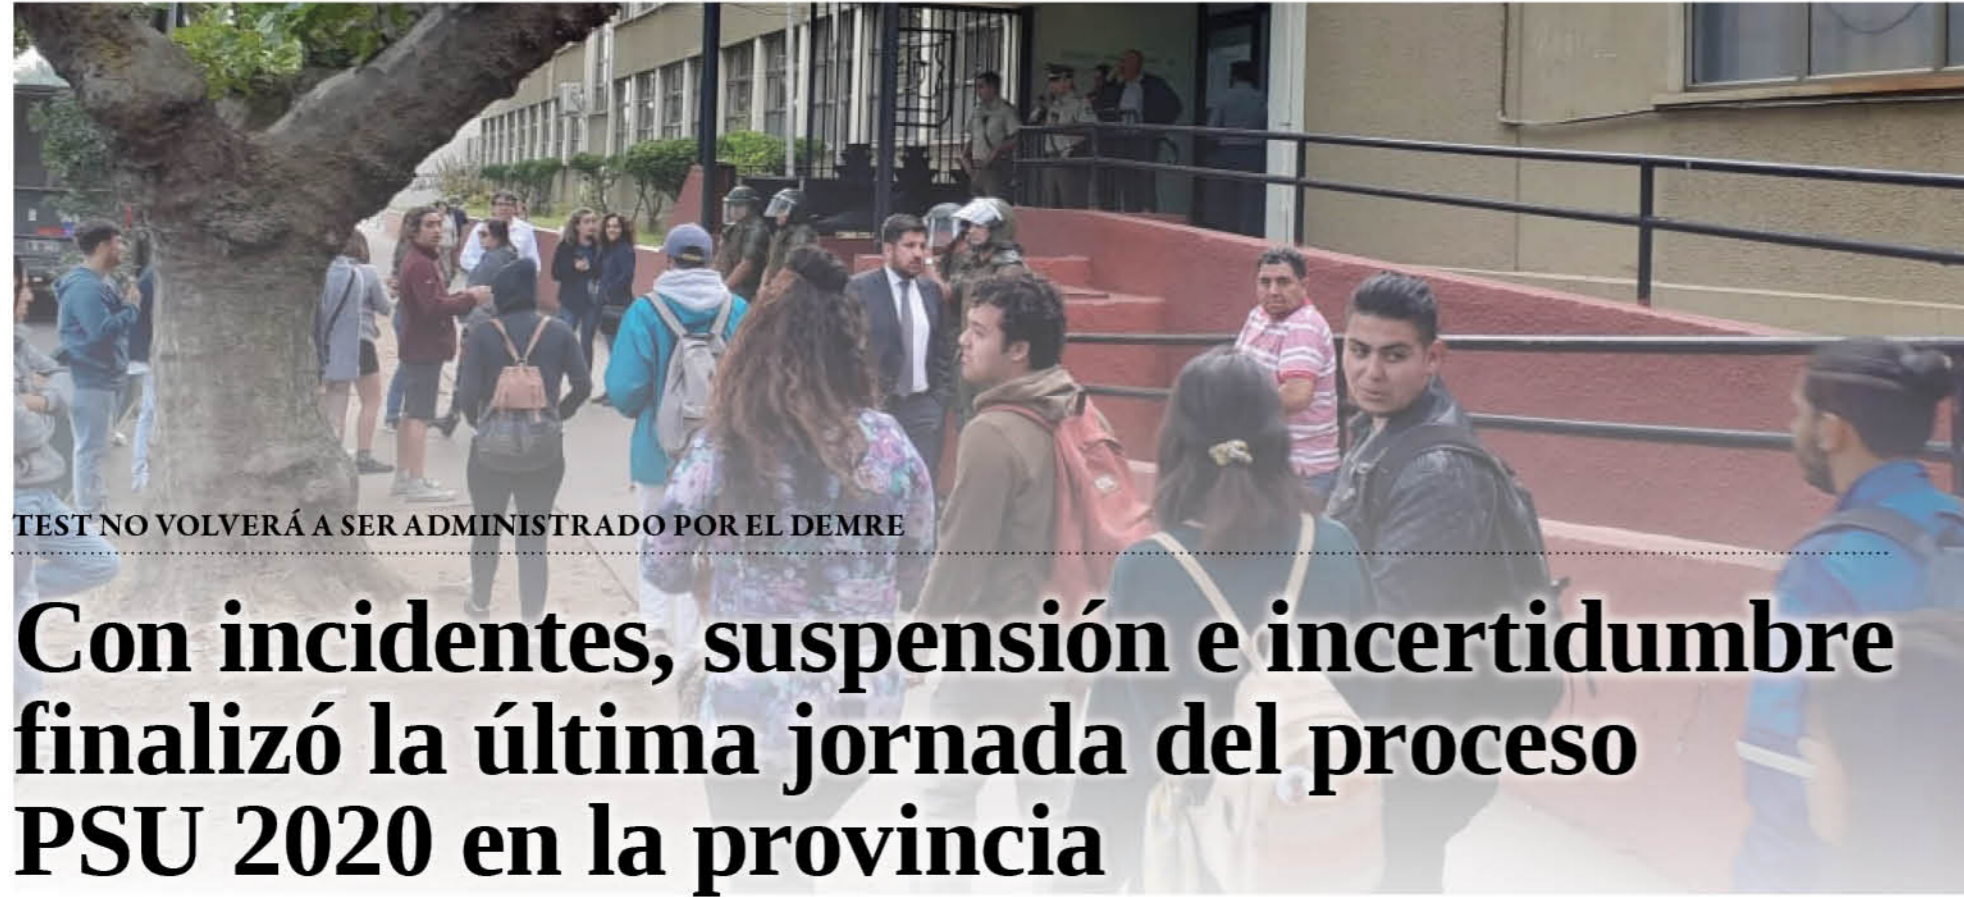 TEST NO VOLVERÁ A SER ADMINISTRADO POR EL DEMRE
Con incidentes, suspensión e incertidumbre
finalizó la última jornada del proceso
PSU 2020 en la provincia